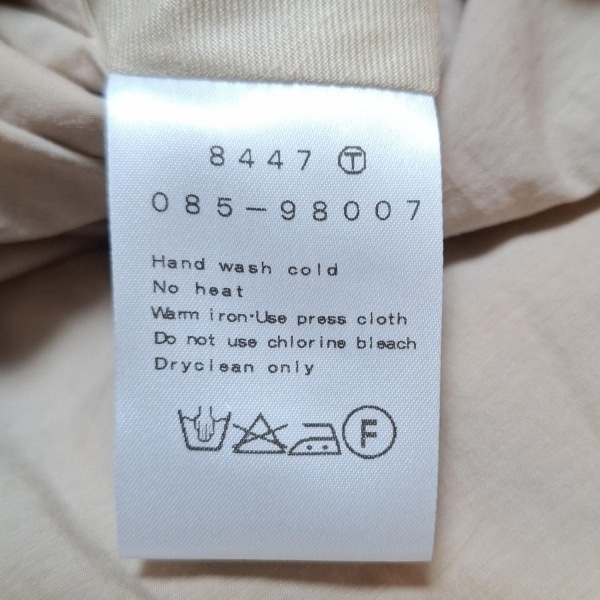 8447 Ⓣ
085-98007
Hand wash cold
No heat
Warm iron·Use press cloth
Do not use chlorine bleach
Dryclean only
F